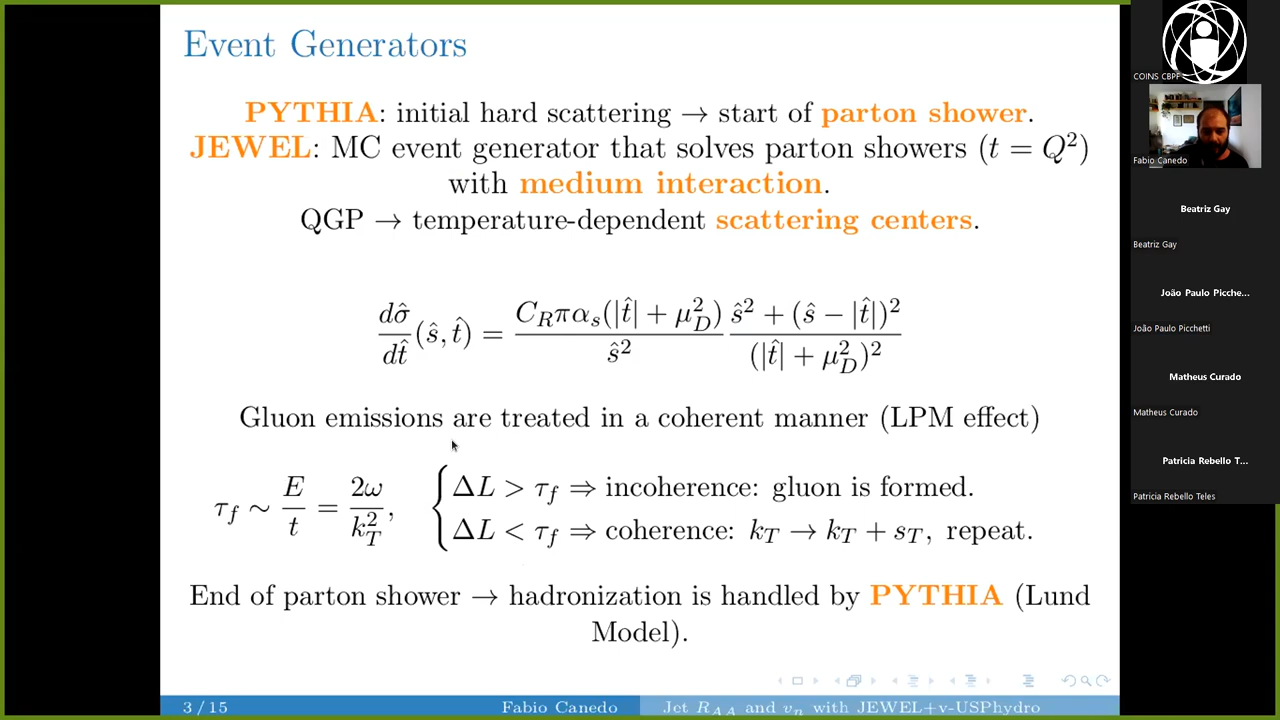 Event Generators
PYTHIA: initial hard scattering → start of parton shower.
JEWEL: MC event generator that solves parton showers (t = Q²)
with medium interaction.
QGP → temperature-dependent scattering centers.
dσ̂/dt̂ (ŝ, t̂) = C_R π α_s (|t̂| + μ_D²) / ŝ² · (ŝ² + (ŝ − |t̂|)²) / (|t̂| + μ_D²)²
Gluon emissions are treated in a coherent manner (LPM effect)
τ_f ∼ E/t = 2ω/k_T²,
ΔL > τ_f ⇒ incoherence: gluon is formed.
ΔL < τ_f ⇒ coherence: k_T → k_T + s_T, repeat.
End of parton shower → hadronization is handled by PYTHIA (Lund
Model).
3 / 15 Fabio Canedo Jet R_AA and v_n with JEWEL+v-USPhydro
COINS CBPF
Fabio Canedo
Beatriz Gay
Beatriz Gay
João Paulo Picche...
João Paulo Picchetti
Matheus Curado
Matheus Curado
Patricia Rebello T...
Patricia Rebello Teles